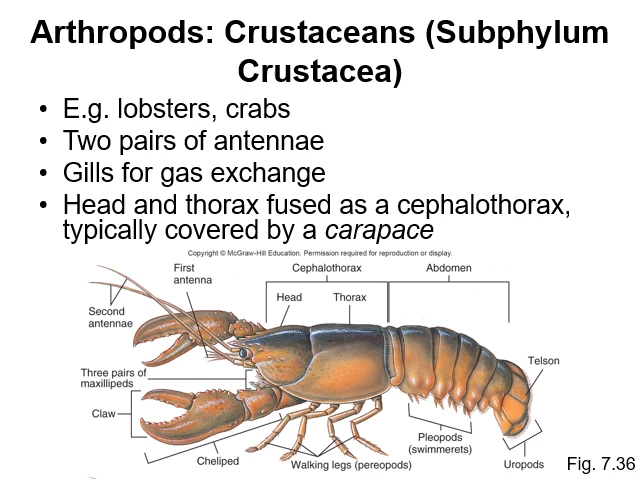 Arthropods: Crustaceans (Subphylum
Crustacea)
• E.g. lobsters, crabs
• Two pairs of antennae
• Gills for gas exchange
• Head and thorax fused as a cephalothorax,
typically covered by a carapace
Copyright © McGraw-Hill Education. Permission required for reproduction or display.
First
antenna
Cephalothorax
Abdomen
Head
Thorax
Second
antennae
Three pairs of
maxillipeds
Claw
Cheliped
Walking legs (pereopods)
Pleopods
(swimmerets)
Telson
Uropods
Fig. 7.36